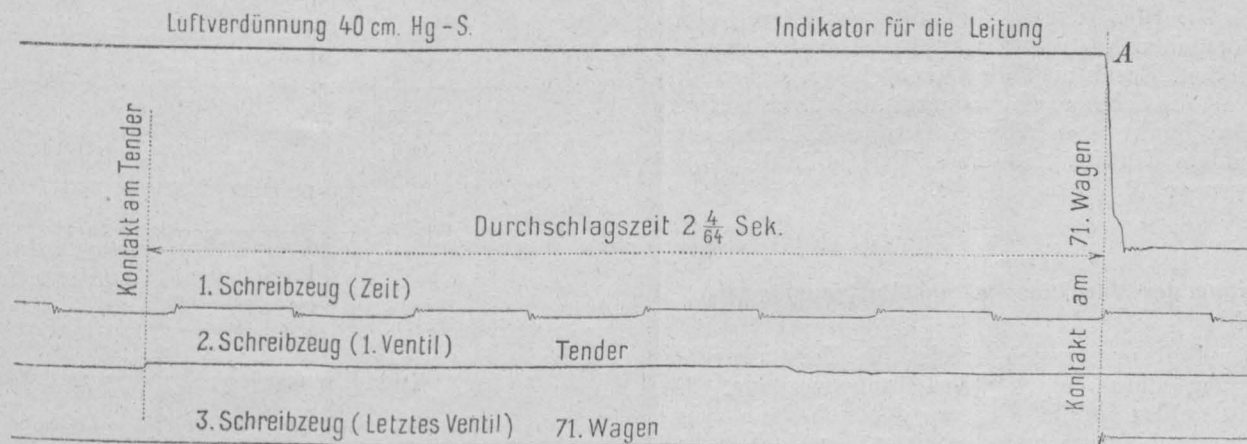 Luftverdünnung 40 cm. Hg-S.
Indikator für die Leitung
A
Kontakt am Tender
Kontakt am 71. Wagen
Durchschlagszeit 2 4/64 Sek.
1. Schreibzeug (Zeit)
2. Schreibzeug (1. Ventil) Tender
3. Schreibzeug (Letztes Ventil) 71. Wagen